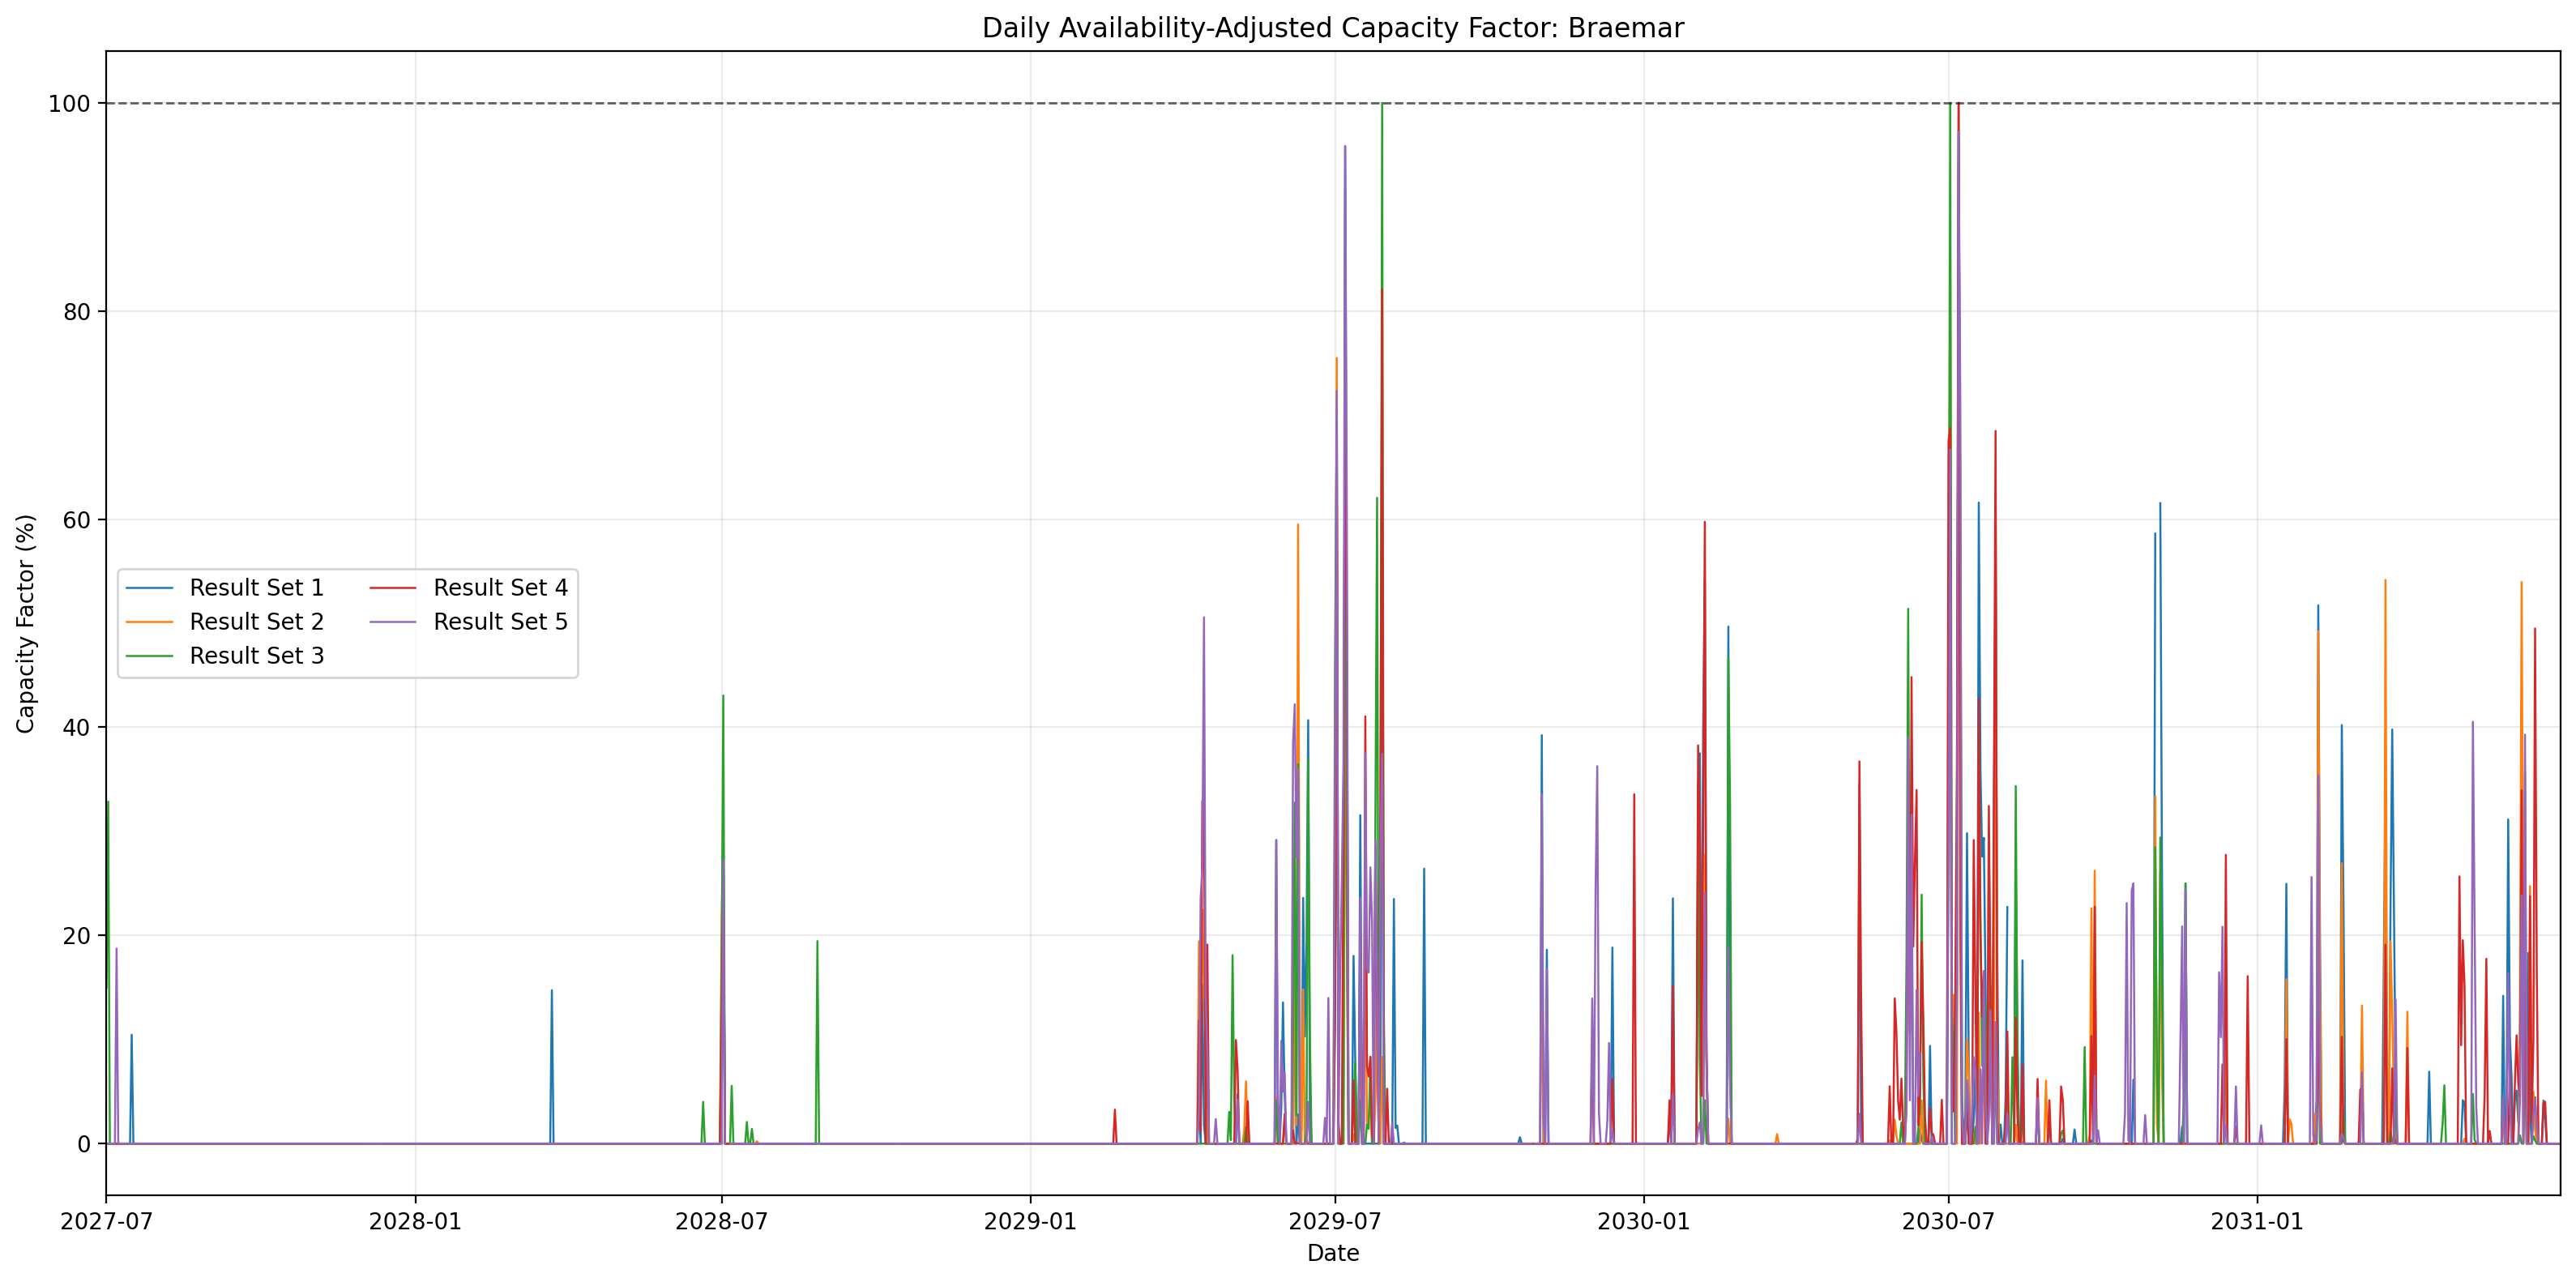 Daily Availability-Adjusted Capacity Factor: Braemar
Capacity Factor (%)
100
80
60
40
20
0
Result Set 1
Result Set 2
Result Set 3
Result Set 4
Result Set 5
2027-07
2028-01
2028-07
2029-01
2029-07
2030-01
2030-07
2031-01
Date